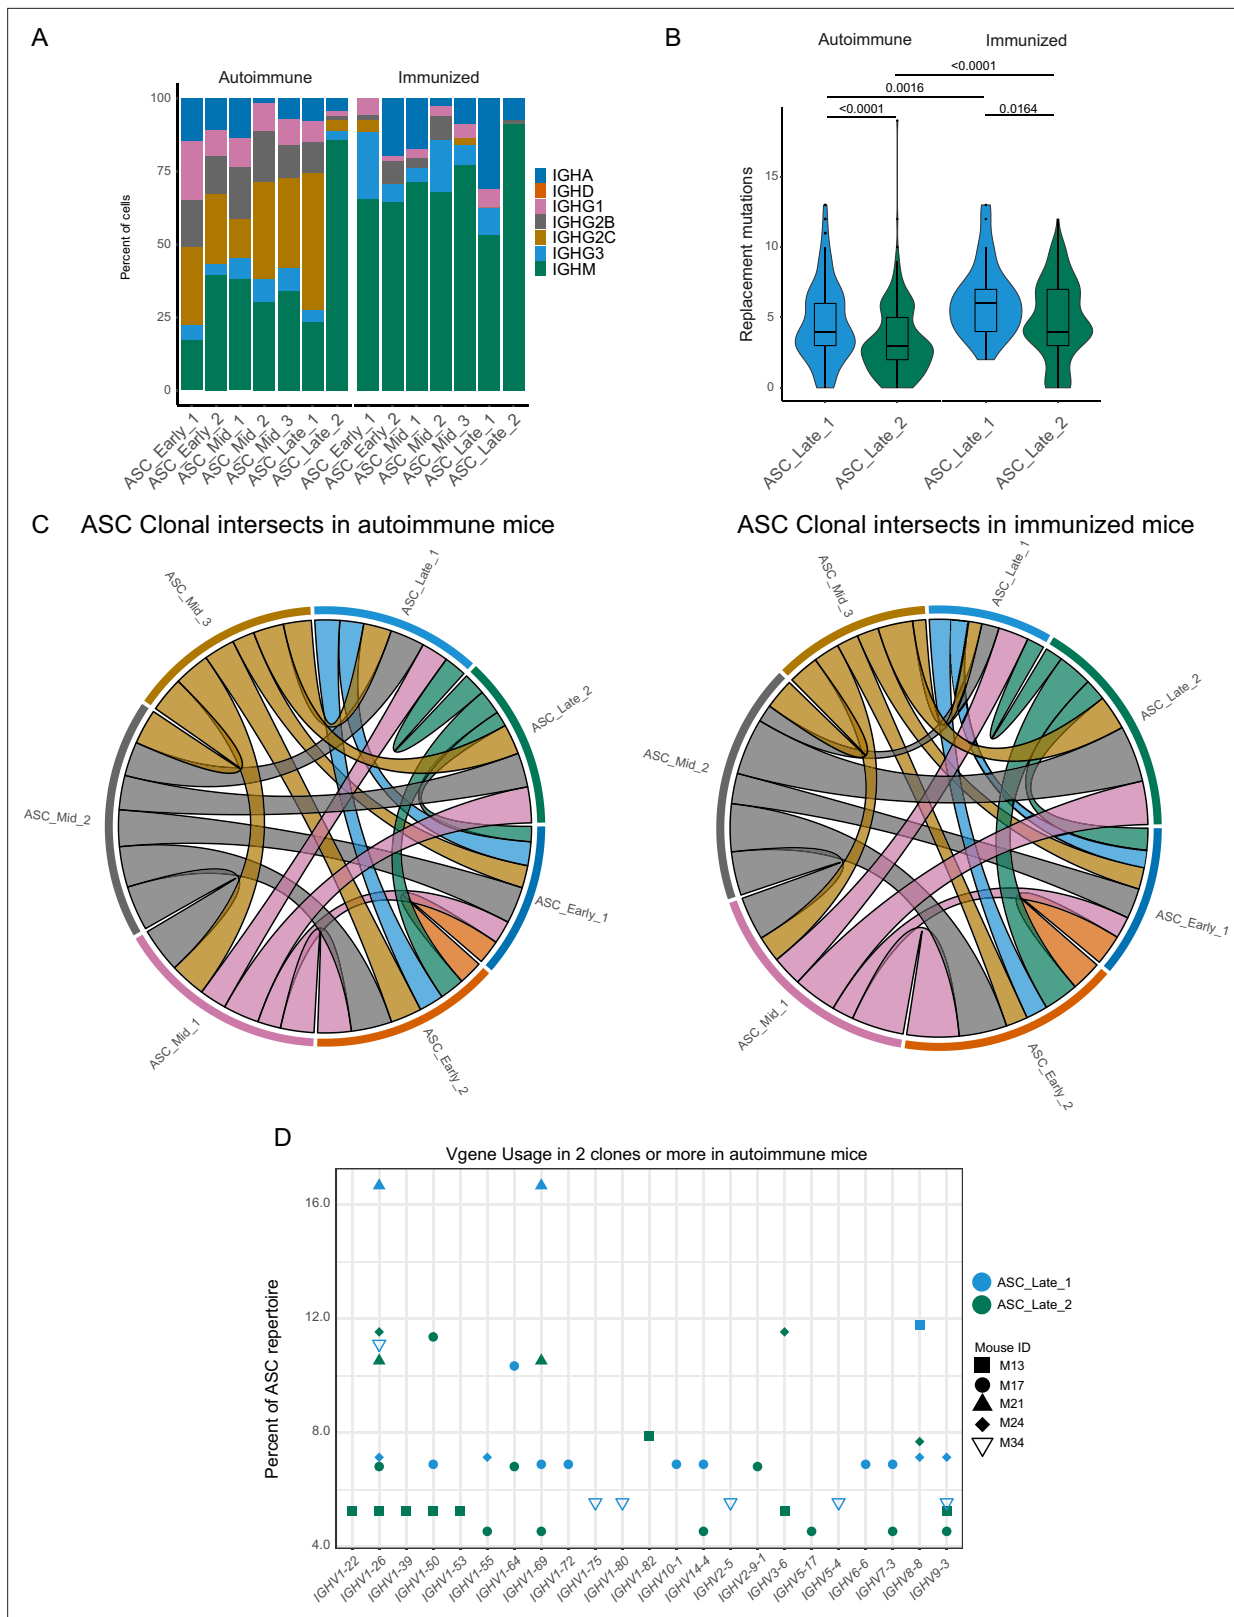 A
Autoimmune
Immunized
Percent of cells
100
75
50
25
0
ASC_Early_1
ASC_Early_2
ASC_Mid_1
ASC_Mid_2
ASC_Mid_3
ASC_Late_1
ASC_Late_2
ASC_Early_1
ASC_Early_2
ASC_Mid_1
ASC_Mid_2
ASC_Mid_3
ASC_Late_1
ASC_Late_2
IGHA
IGHD
IGHG1
IGHG2B
IGHG2C
IGHG3
IGHM
B
Autoimmune
Immunized
<0.0001
0.0016
<0.0001
0.0164
Replacement mutations
15
10
5
0
ASC_Late_1
ASC_Late_2
ASC_Late_1
ASC_Late_2
C
ASC Clonal intersects in autoimmune mice
ASC_Mid_3
ASC_Late_1
ASC_Late_2
ASC_Mid_2
ASC_Early_1
ASC_Mid_1
ASC_Early_2
ASC Clonal intersects in immunized mice
ASC_Mid_3
ASC_Late_1
ASC_Late_2
ASC_Mid_2
ASC_Early_1
ASC_Mid_1
ASC_Early_2
D
Vgene Usage in 2 clones or more in autoimmune mice
Percent of ASC repertoire
16.0
12.0
8.0
4.0
IGHV1-22
IGHV1-26
IGHV1-39
IGHV1-50
IGHV1-53
IGHV1-55
IGHV1-64
IGHV1-69
IGHV1-72
IGHV1-75
IGHV1-80
IGHV1-82
IGHV10-1
IGHV14-4
IGHV2-5
IGHV2-9-1
IGHV3-6
IGHV5-17
IGHV5-4
IGHV6-6
IGHV7-3
IGHV8-8
IGHV9-3
ASC_Late_1
ASC_Late_2
Mouse ID
M13
M17
M21
M24
M34